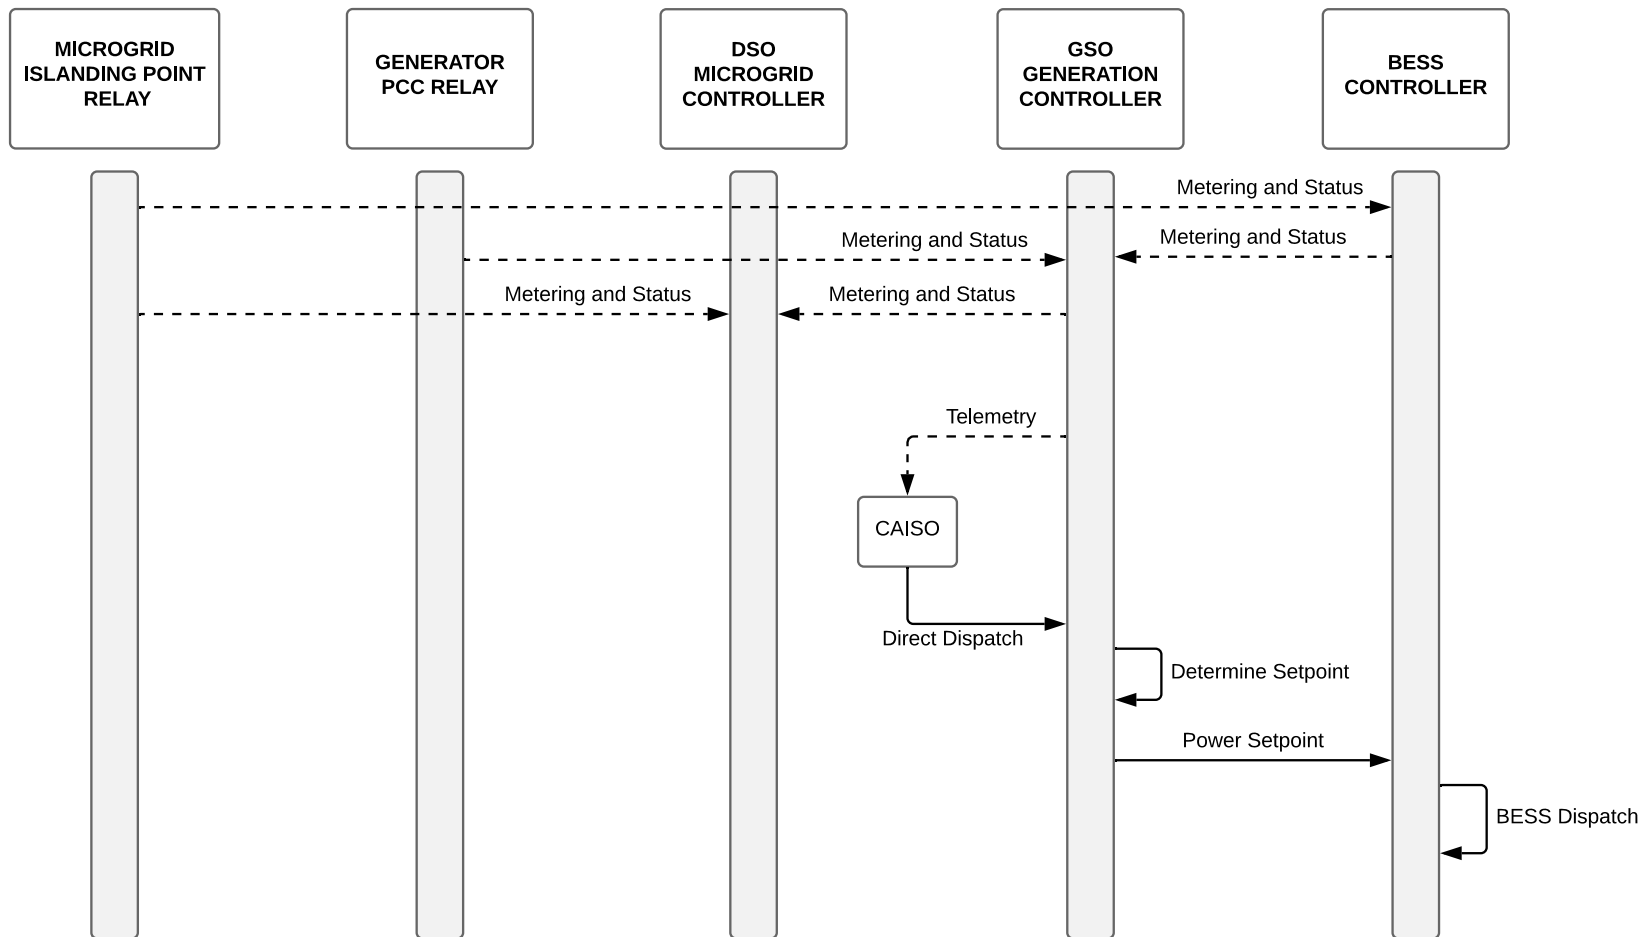 MICROGRID
ISLANDING POINT
RELAY
GENERATOR
PCC RELAY
DSO
MICROGRID
CONTROLLER
GSO
GENERATION
CONTROLLER
BESS
CONTROLLER
Metering and Status
Metering and Status
Metering and Status
Metering and Status
Metering and Status
Telemetry
CAISO
Direct Dispatch
Determine Setpoint
Power Setpoint
BESS Dispatch